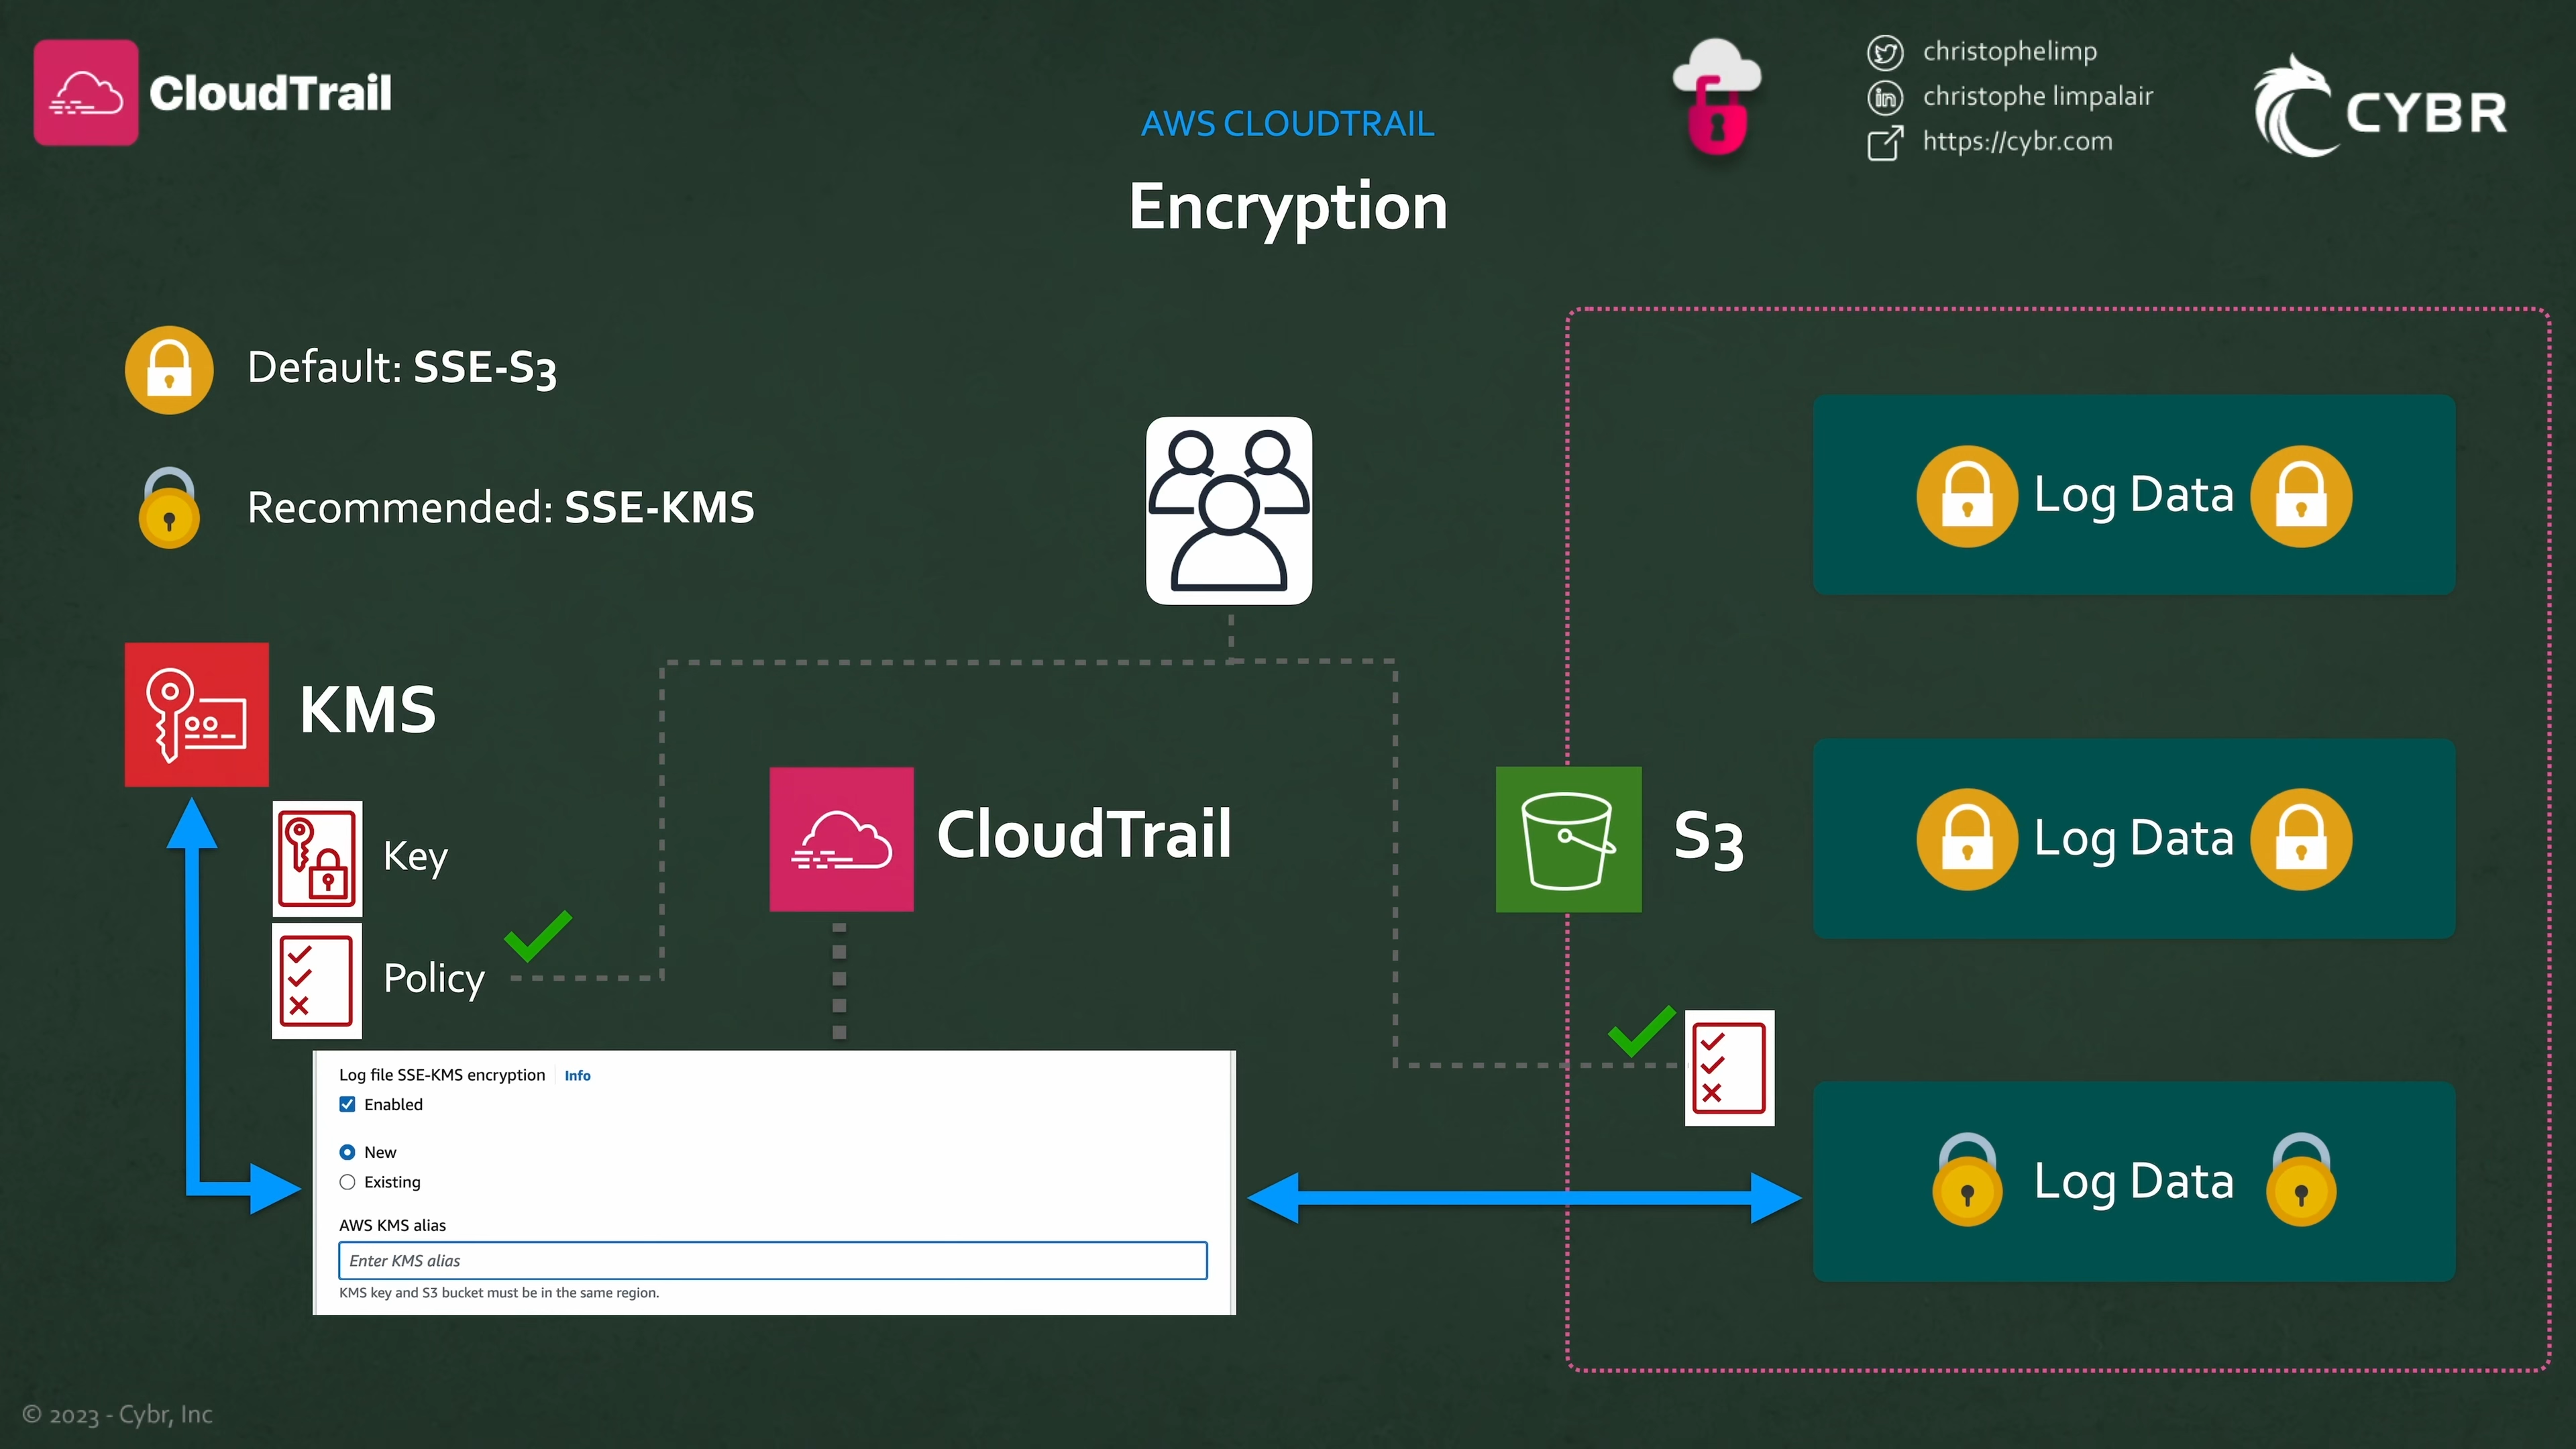 CloudTrail
christophelimp
christophe limpalair
https://cybr.com
CYBR
AWS CLOUDTRAIL
Encryption
Default: SSE-S3
Recommended: SSE-KMS
Log Data
KMS
CloudTrail
S3
Log Data
Key
Policy
Log file SSE-KMS encryption Info
Enabled
New
Existing
AWS KMS alias
Enter KMS alias
KMS key and S3 bucket must be in the same region.
Log Data
© 2023 - Cybr, Inc